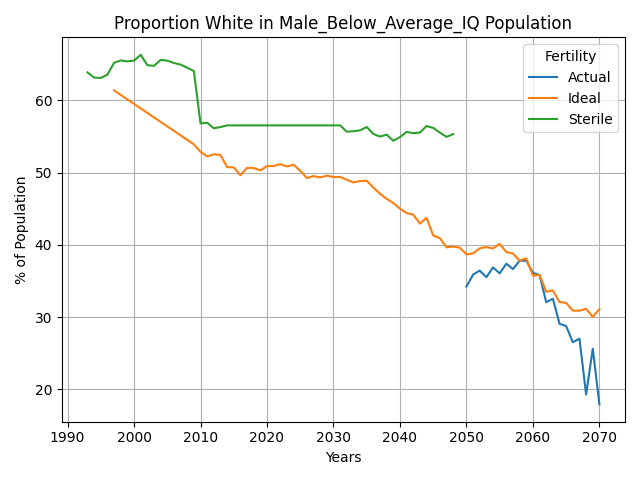 Proportion White in Male_Below_Average_IQ Population
Fertility
Actual
Ideal
Sterile
% of Population
60
50
40
30
20
1990 2000 2010 2020 2030 2040 2050 2060 2070
Years